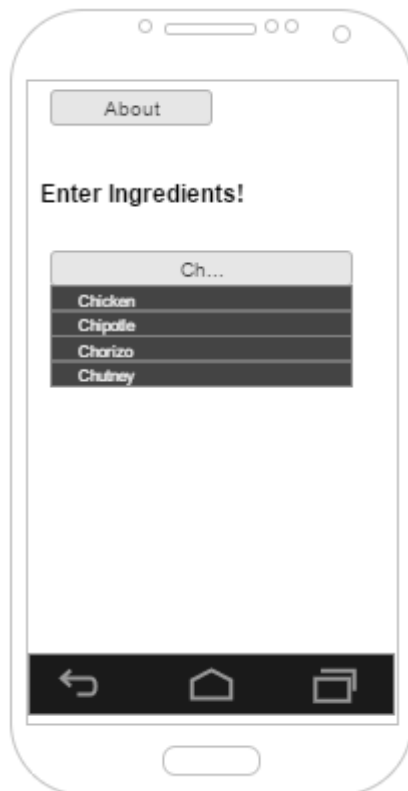 About
Enter Ingredients!
Ch...
Chicken
Chipotle
Chorizo
Chutney